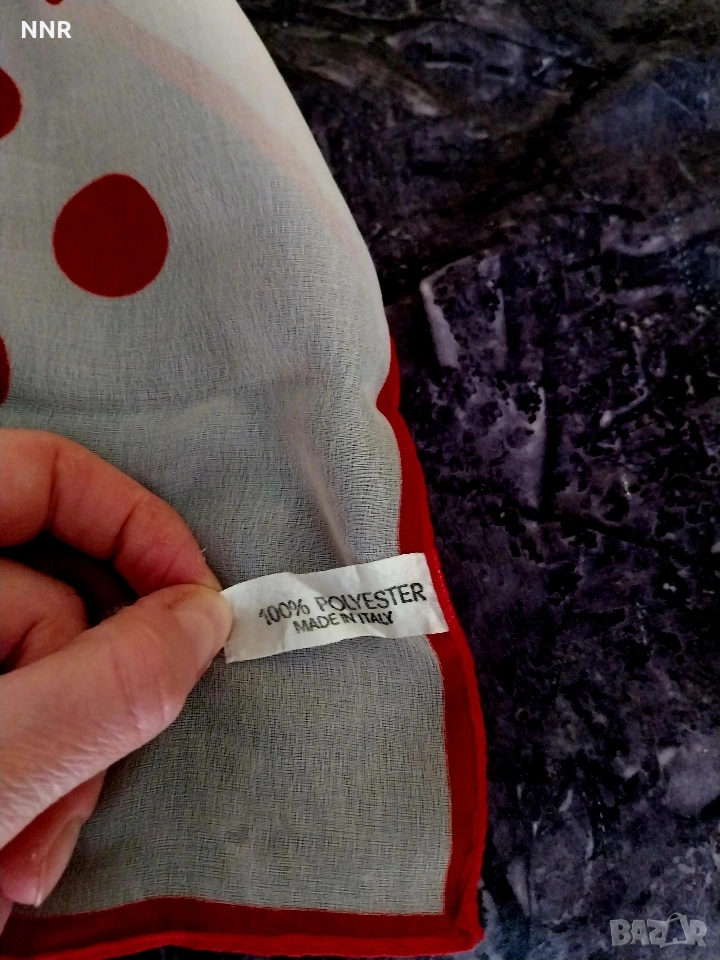 NNR
100% POLYESTER
MADE IN ITALY
BAZAR